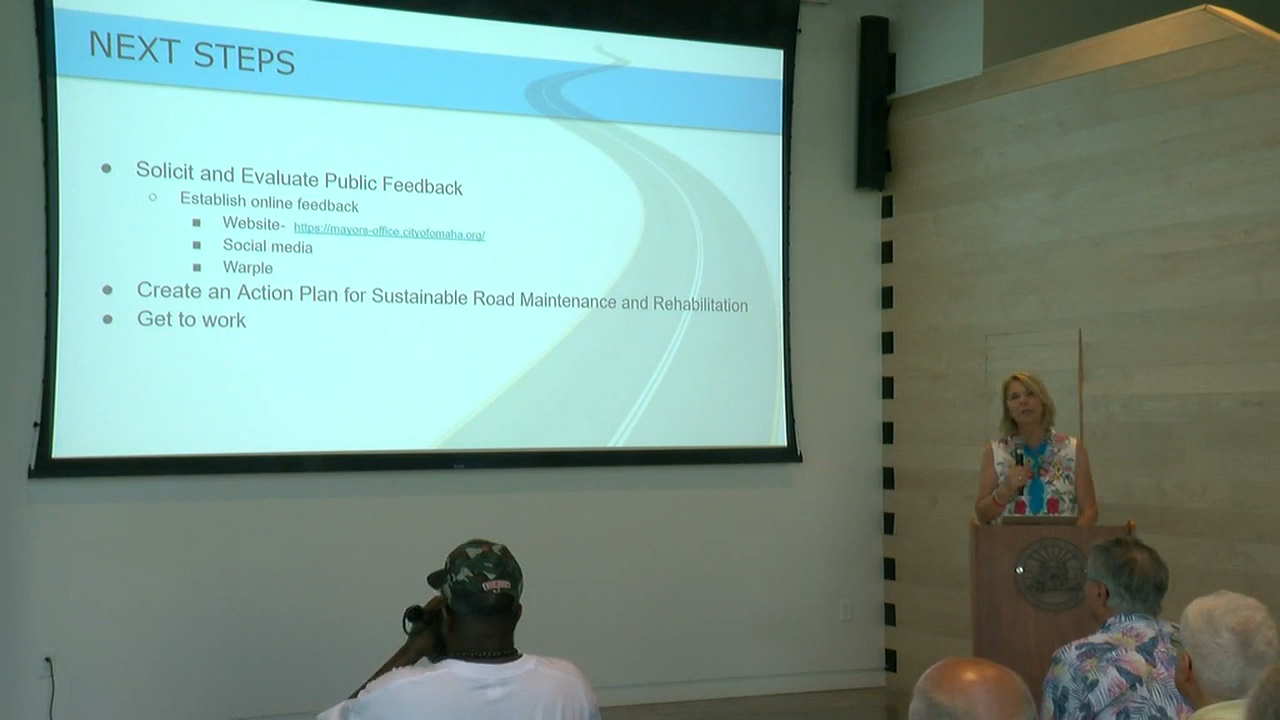 NEXT STEPS
● Solicit and Evaluate Public Feedback
○ Establish online feedback
■ Website- https://mayors-office.cityofomaha.org/
■ Social media
■ Warple
● Create an Action Plan for Sustainable Road Maintenance and Rehabilitation
● Get to work